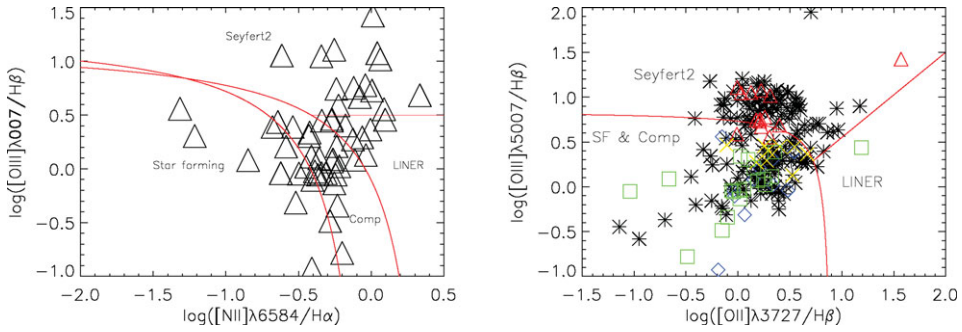 log([OIII]λ007/Hβ)
1.5
1.0
0.5
0.0
−0.5
−1.0
Seyfert2
Star forming
LINER
Comp
−2.0 −1.5 −1.0 −0.5 0.0 0.5
log([NII]λ6584/Hα)
log([OIII]λ5007/Hβ)
2.0
1.5
1.0
0.5
0.0
−0.5
−1.0
Seyfert2
SF & Comp
LINER
−1.5 −1.0 −0.5 0.0 0.5 1.0 1.5 2.0
log([OII]λ3727/Hβ)